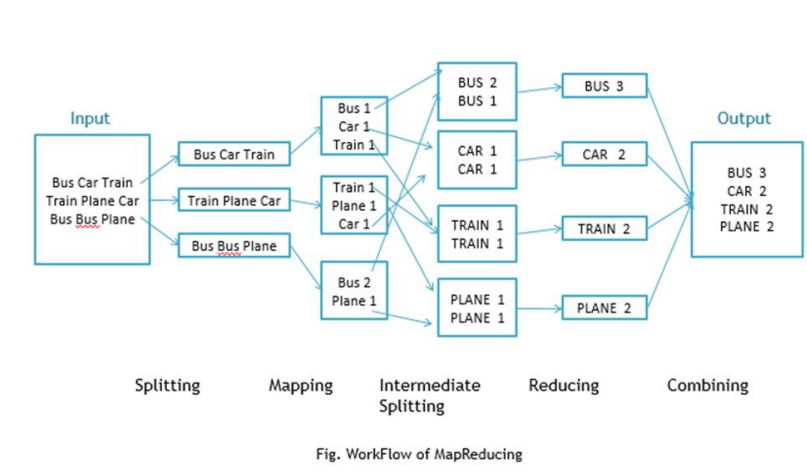 Input
Bus Car Train
Train Plane Car
Bus Bus Plane
Bus Car Train
Train Plane Car
Bus Bus Plane
Bus 1
Car 1
Train 1
Train 1
Plane 1
Car 1
Bus 2
Plane 1
BUS 2
BUS 1
CAR 1
CAR 1
TRAIN 1
TRAIN 1
PLANE 1
PLANE 1
BUS 3
CAR 2
TRAIN 2
PLANE 2
Output
BUS 3
CAR 2
TRAIN 2
PLANE 2
Splitting
Mapping
Intermediate
Splitting
Reducing
Combining
Fig. WorkFlow of MapReducing